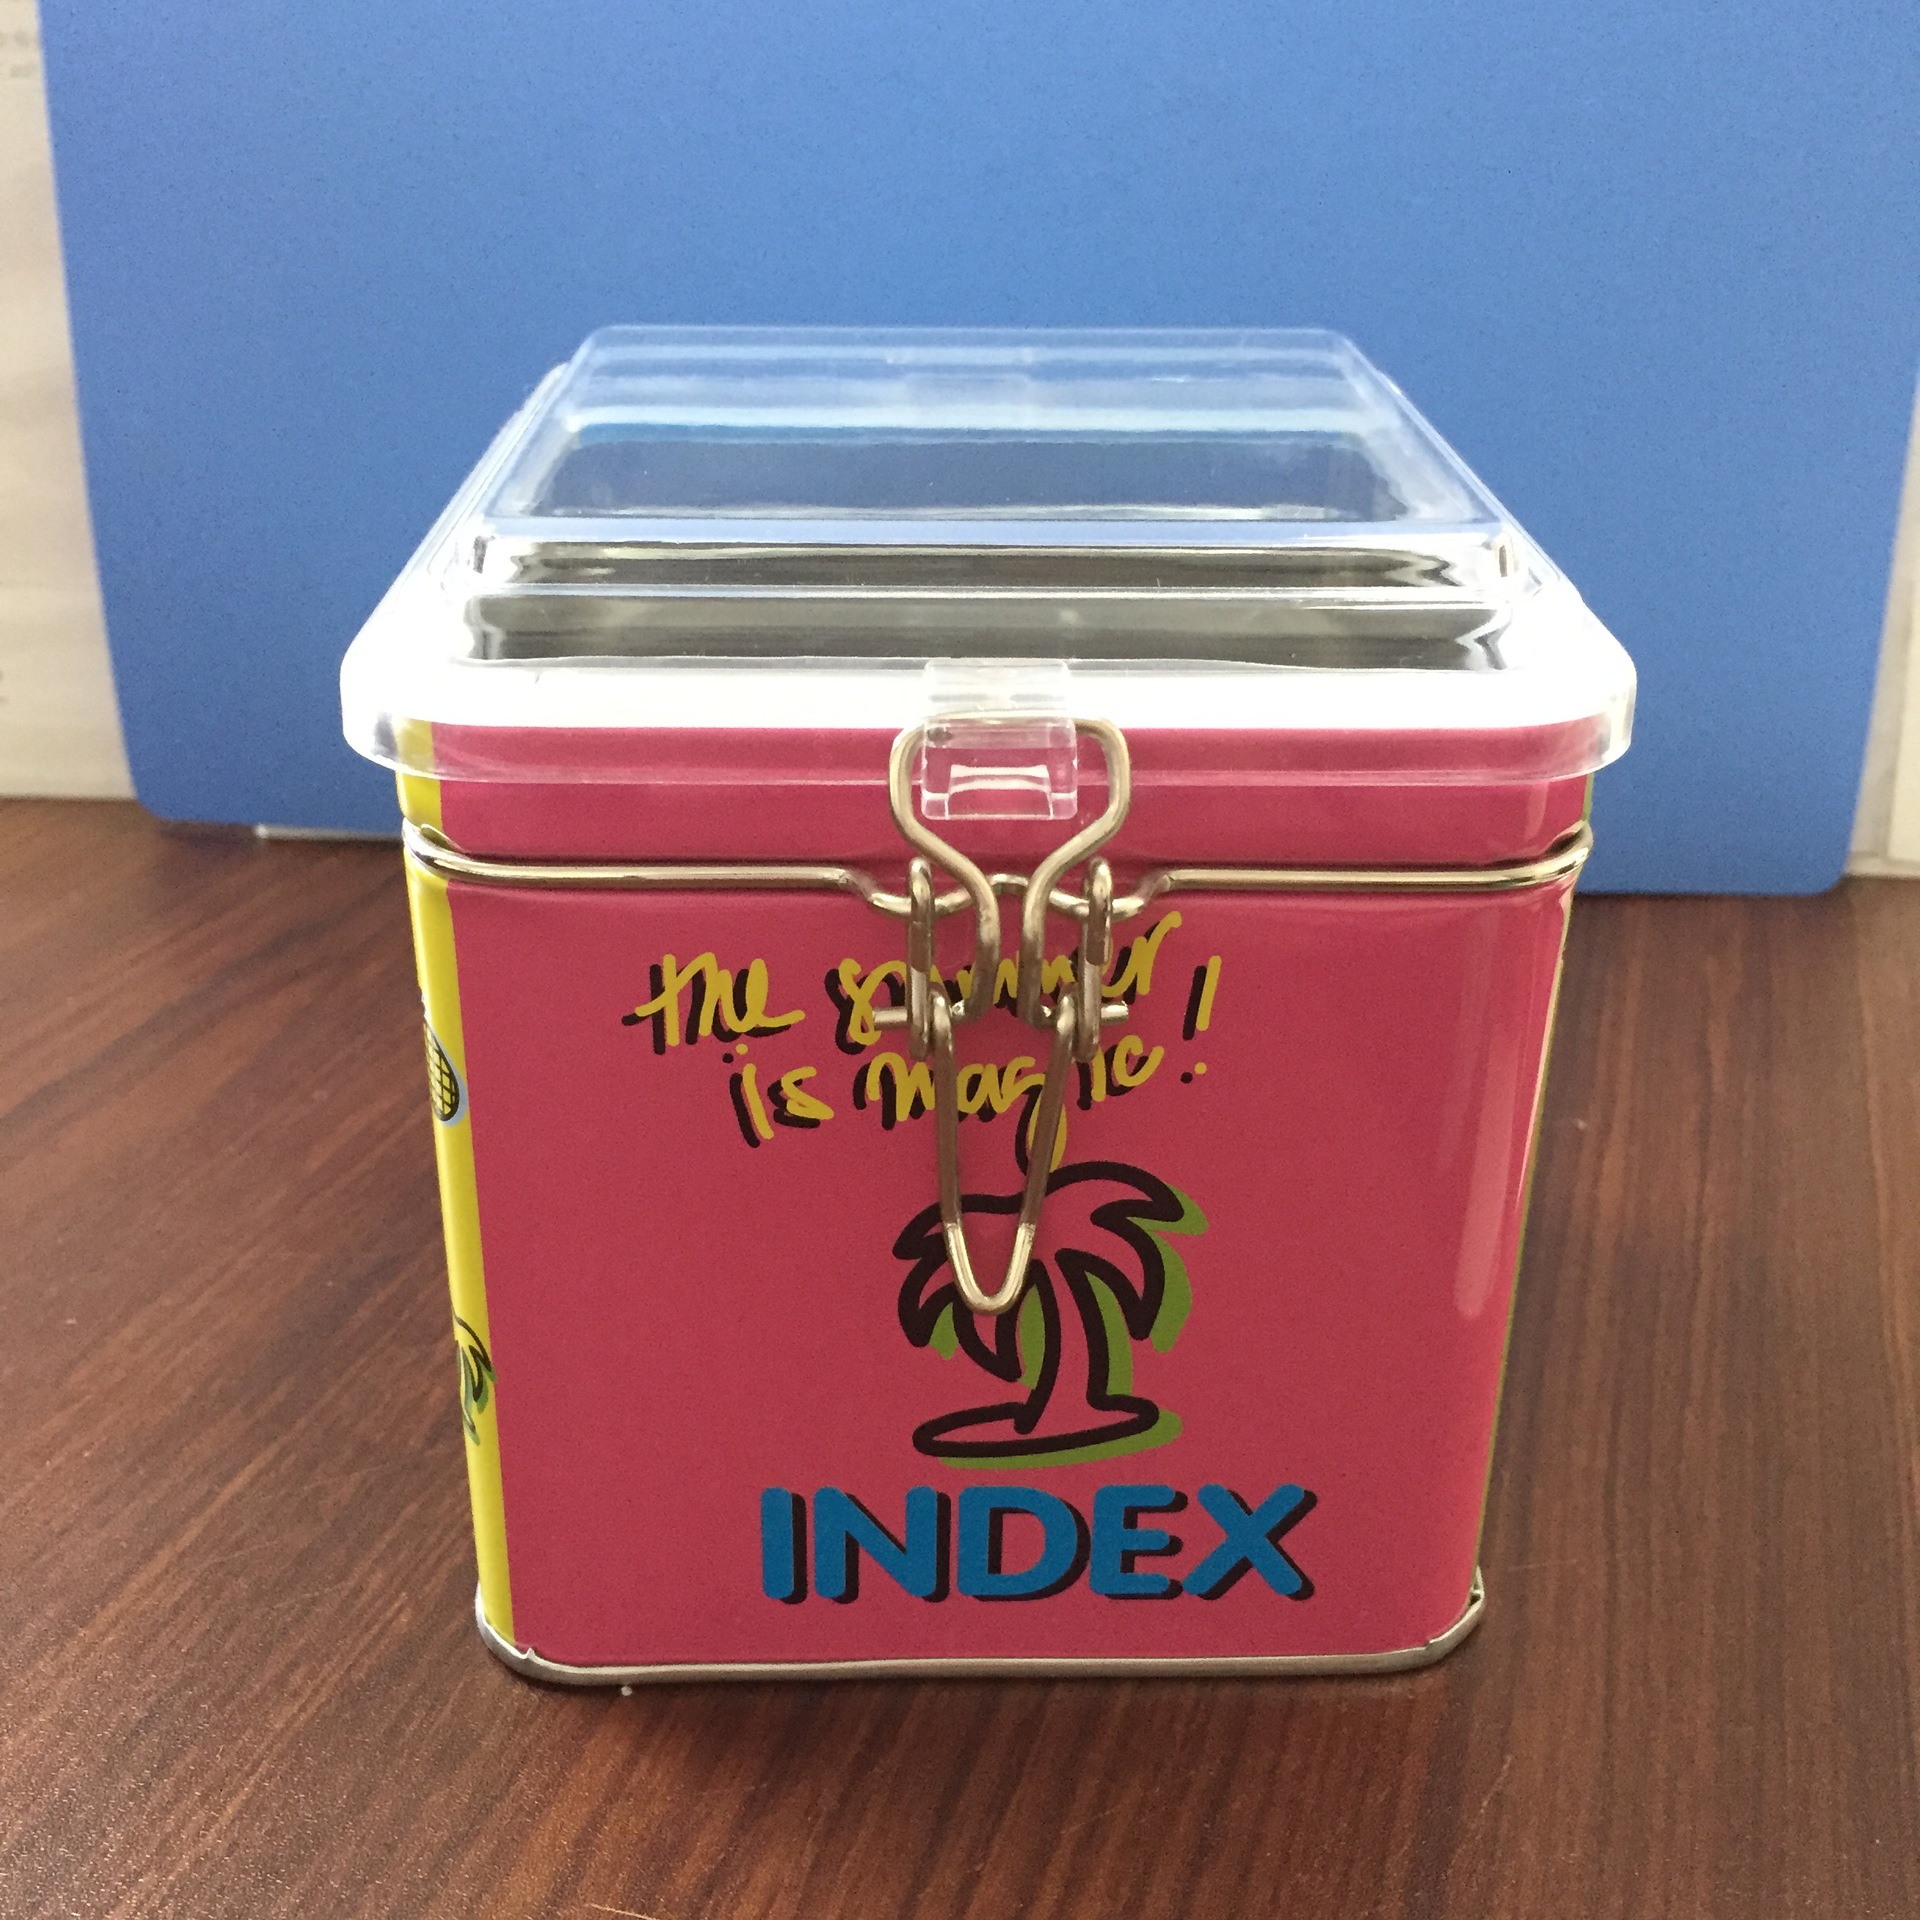 the summer
is magic!
INDEX